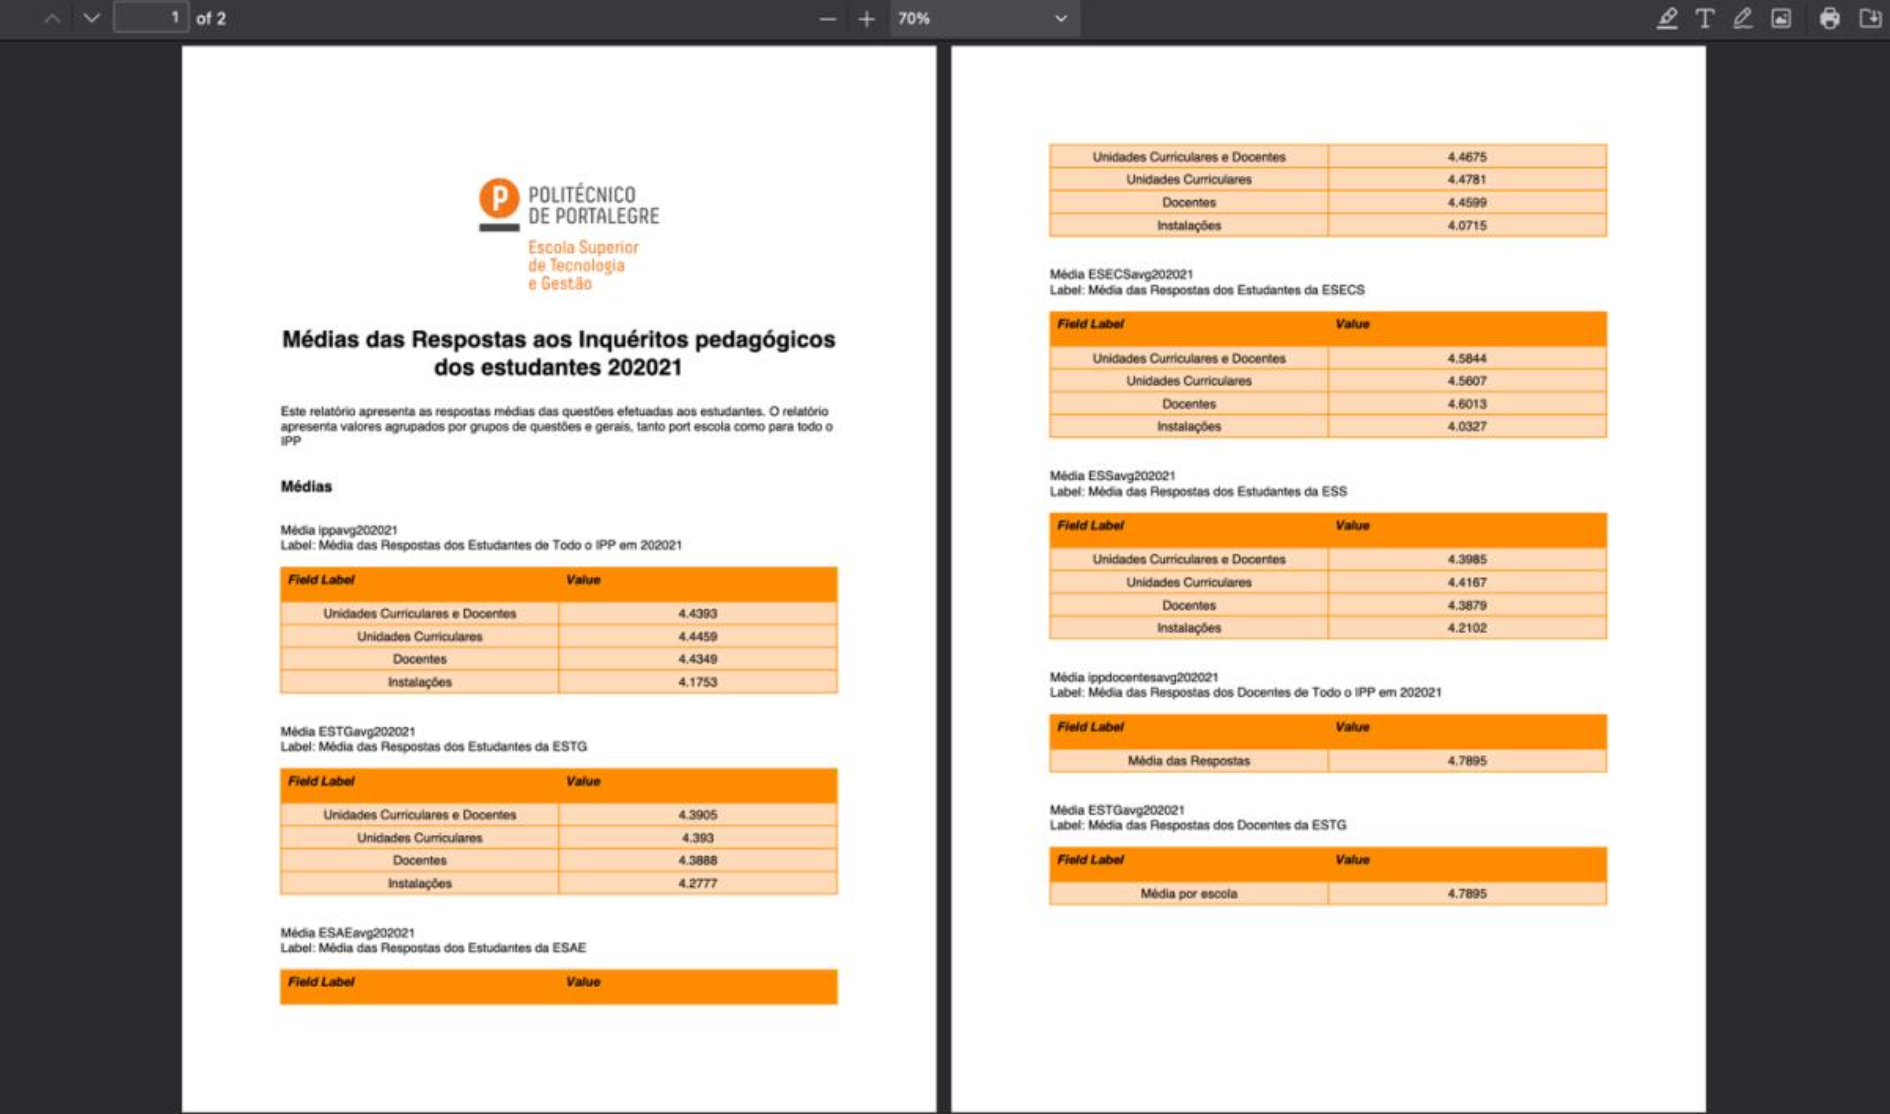 1 of 2
70%
P POLITÉCNICO
DE PORTALEGRE
Escola Superior
de Tecnologia
e Gestão
Médias das Respostas aos Inquéritos pedagógicos
dos estudantes 202021
Este relatório apresenta as respostas médias das questões efetuadas aos estudantes. O relatório
apresenta valores agrupados por grupos de questões e gerais, tanto port escola como para todo o
IPP
Médias
Média ippavg202021
Label: Média das Respostas dos Estudantes de Todo o IPP em 202021
Field Label Value
Unidades Curriculares e Docentes 4.4393
Unidades Curriculares 4.4459
Docentes 4.4349
Instalações 4.1753
Média ESTGavg202021
Label: Média das Respostas dos Estudantes da ESTG
Field Label Value
Unidades Curriculares e Docentes 4.3905
Unidades Curriculares 4.393
Docentes 4.3888
Instalações 4.2777
Média ESAEavg202021
Label: Média das Respostas dos Estudantes da ESAE
Field Label Value
Unidades Curriculares e Docentes 4.4675
Unidades Curriculares 4.4781
Docentes 4.4599
Instalações 4.0715
Média ESECSavg202021
Label: Média das Respostas dos Estudantes da ESECS
Field Label Value
Unidades Curriculares e Docentes 4.5844
Unidades Curriculares 4.5607
Docentes 4.6013
Instalações 4.0327
Média ESSavg202021
Label: Média das Respostas dos Estudantes da ESS
Field Label Value
Unidades Curriculares e Docentes 4.3985
Unidades Curriculares 4.4167
Docentes 4.3879
Instalações 4.2102
Média ippdocentesavg202021
Label: Média das Respostas dos Docentes de Todo o IPP em 202021
Field Label Value
Média das Respostas 4.7895
Média ESTGavg202021
Label: Média das Respostas dos Docentes da ESTG
Field Label Value
Média por escola 4.7895